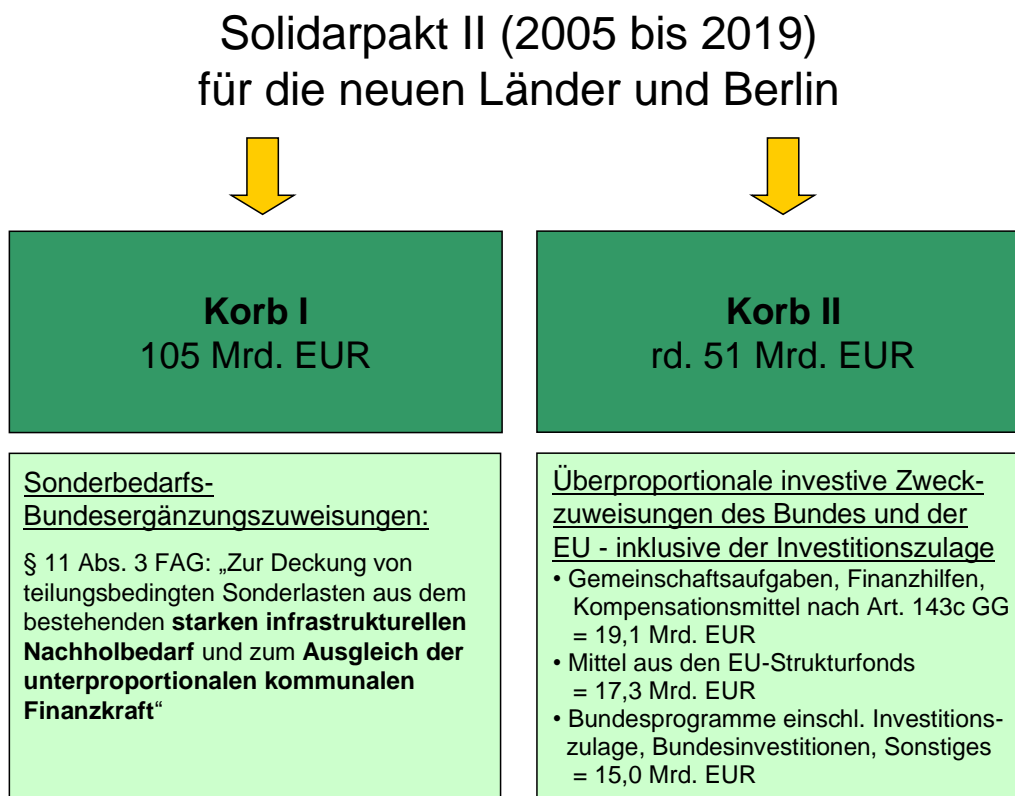 Solidarpakt II (2005 bis 2019)
für die neuen Länder und Berlin
Korb I
105 Mrd. EUR
Korb II
rd. 51 Mrd. EUR
Sonderbedarfs-
Bundesergänzungszuweisungen:
§ 11 Abs. 3 FAG: „Zur Deckung von
teilungsbedingten Sonderlasten aus dem
bestehenden starken infrastrukturellen
Nachholbedarf und zum Ausgleich der
unterproportionalen kommunalen
Finanzkraft“
Überproportionale investive Zweck-
zuweisungen des Bundes und der
EU - inklusive der Investitionszulage
• Gemeinschaftsaufgaben, Finanzhilfen,
Kompensationsmittel nach Art. 143c GG
= 19,1 Mrd. EUR
• Mittel aus den EU-Strukturfonds
= 17,3 Mrd. EUR
• Bundesprogramme einschl. Investitions-
zulage, Bundesinvestitionen, Sonstiges
= 15,0 Mrd. EUR